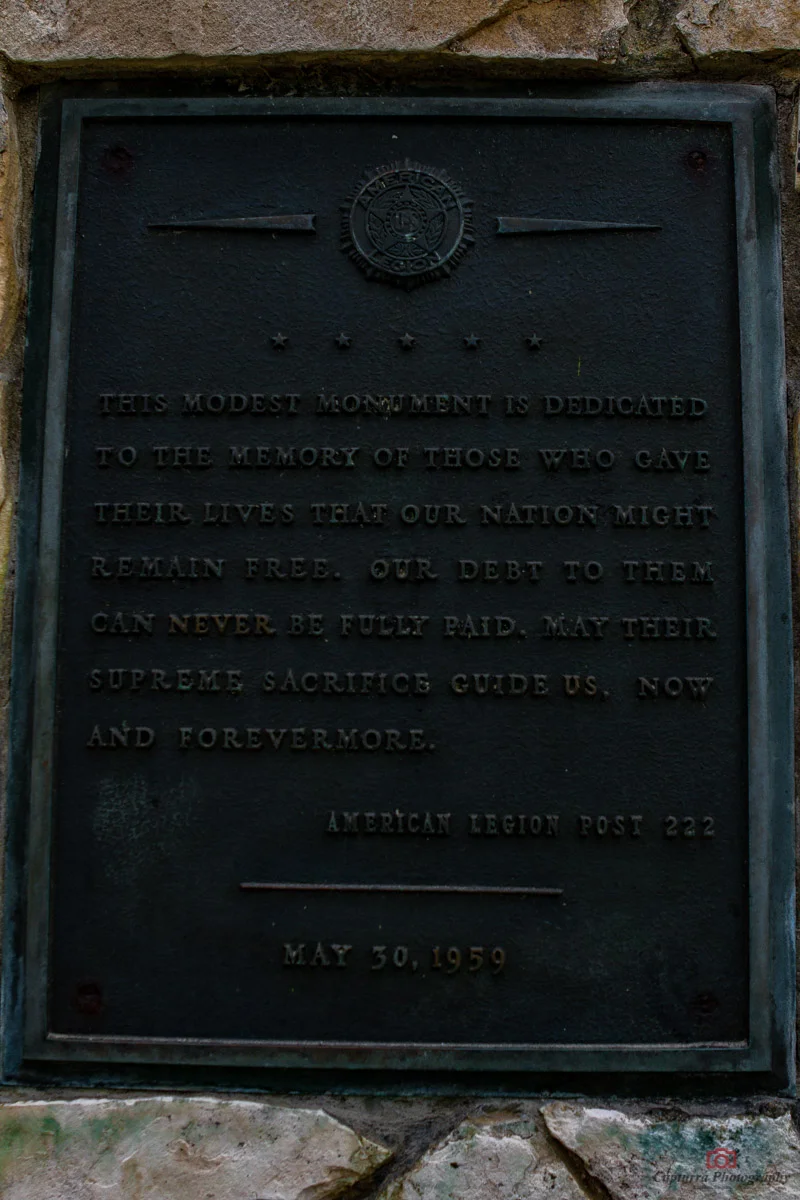 AMERICAN
LEGION
THIS MODEST MONUMENT IS DEDICATED
TO THE MEMORY OF THOSE WHO GAVE
THEIR LIVES THAT OUR NATION MIGHT
REMAIN FREE. OUR DEBT TO THEM
CAN NEVER BE FULLY PAID. MAY THEIR
SUPREME SACRIFICE GUIDE US, NOW
AND FOREVERMORE.
AMERICAN LEGION POST 222
MAY 30, 1959
Capturra Photography